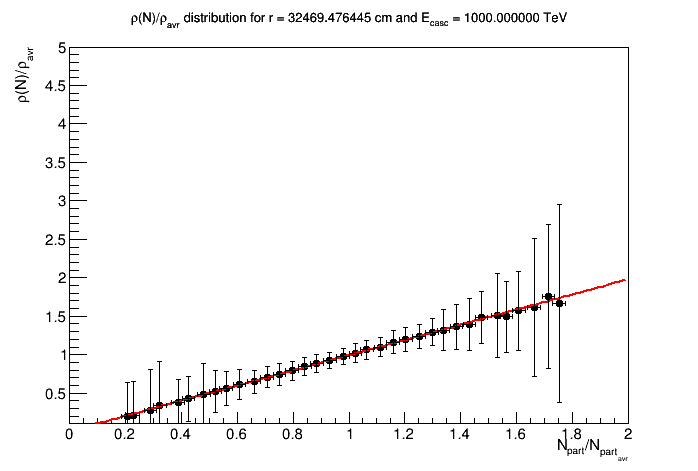 ρ(N)/ρavr distribution for r = 32469.476445 cm and Ecasc = 1000.000000 TeV
ρ(N)/ρavr
5
4.5
4
3.5
3
2.5
2
1.5
1
0.5
0 0.2 0.4 0.6 0.8 1 1.2 1.4 1.6 1.8 2
Npart/Npartavr